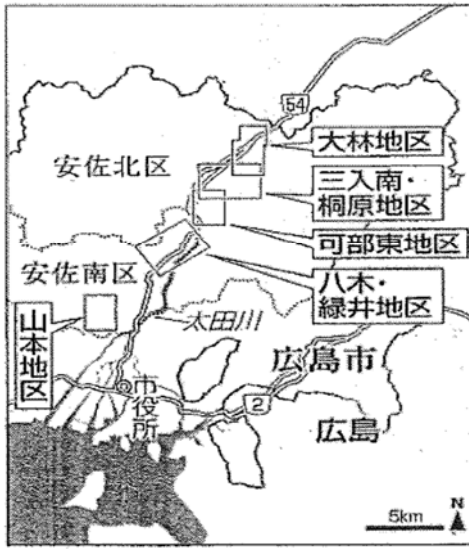 54
大林地区
安佐北区
三入南・
桐原地区
可部東地区
安佐南区
八木・
緑井地区
山本地区
太田川
広島市
市役所
2
広島
5km
N